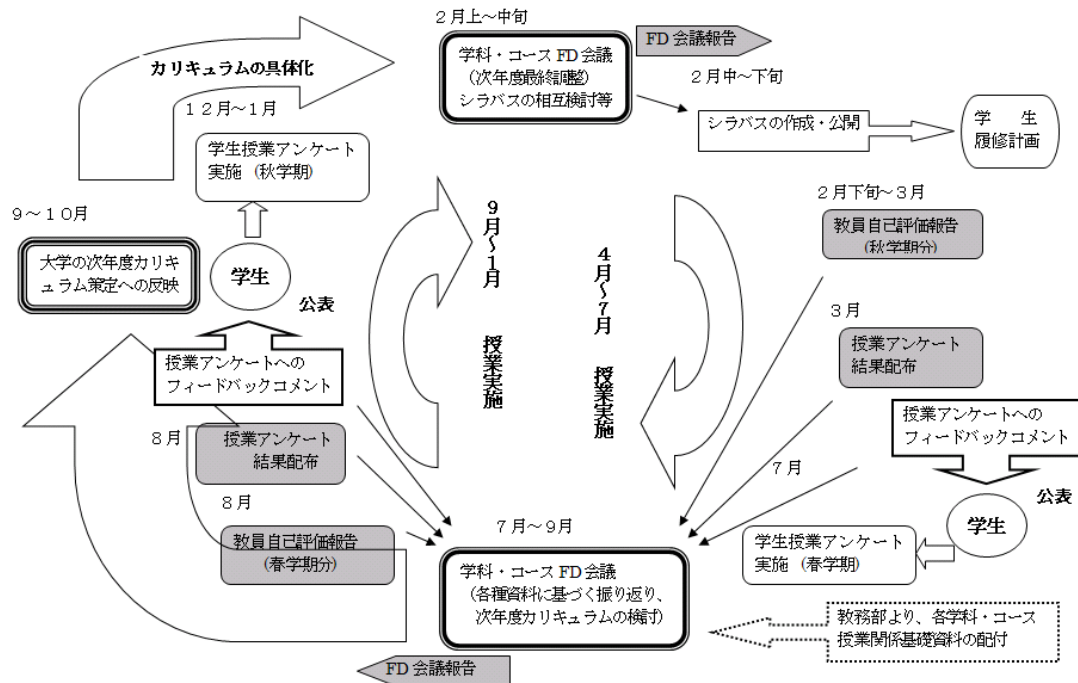 ２月上～中旬
FD 会議報告
学科・コース FD 会議
（次年度最終調整）
シラバスの相互検討等
カリキュラムの具体化
２月中～下旬
シラバスの作成・公開
学　生
履修計画
１２月～１月
学生授業アンケート
実施（秋学期）
９～１０月
大学の次年度カリキ
ュラム策定への反映
学生
公表
授業アンケートへの
フィードバックコメント
８月
授業アンケート
結果配布
８月
教員自己評価報告
（春学期分）
９月～１月　授業実施
４月～７月　授業実施
２月下旬～３月
教員自己評価報告
（秋学期分）
３月
授業アンケート
結果配布
授業アンケートへの
フィードバックコメント
７月
公表
学生
学生授業アンケート
実施（春学期）
７月～９月
学科・コース FD 会議
（各種資料に基づく振り返り、
次年度カリキュラムの検討）
教務部より、各学科・コース
授業関係基礎資料の配付
FD 会議報告